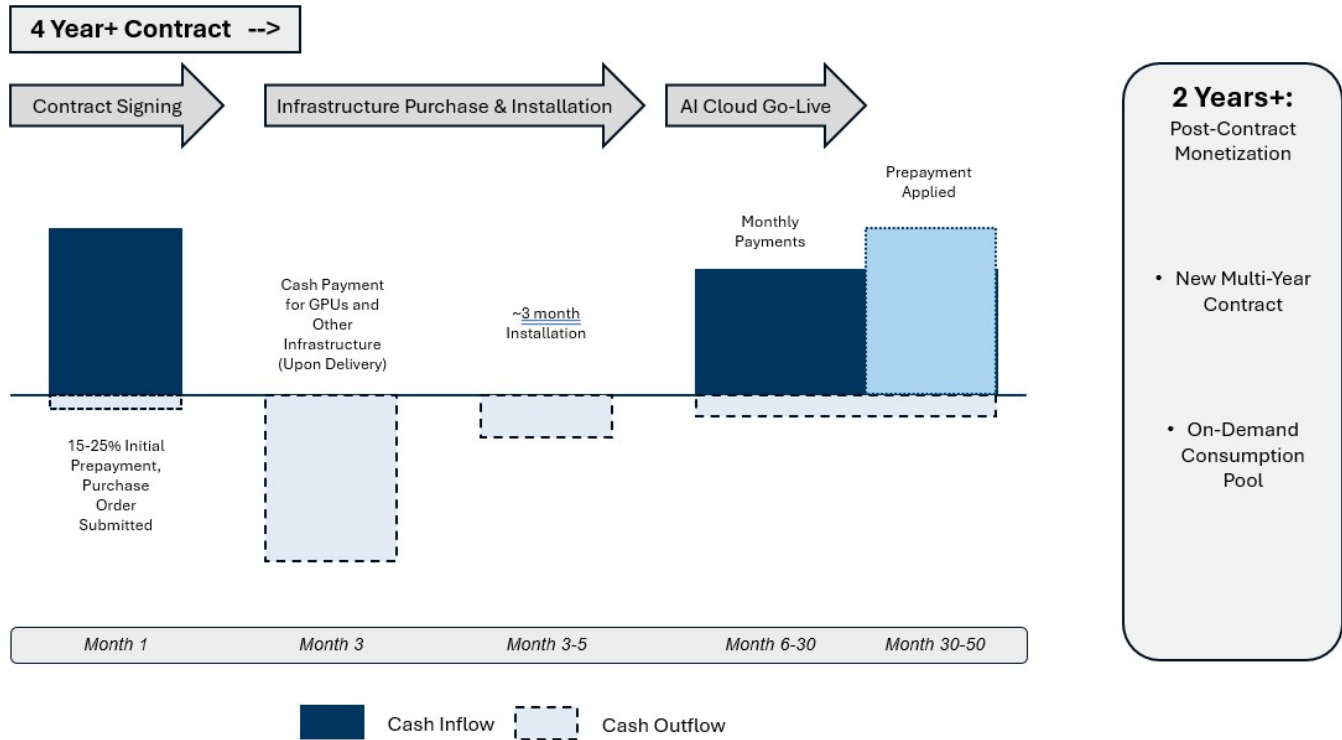 4 Year+ Contract -->
Contract Signing
Infrastructure Purchase & Installation
AI Cloud Go-Live
2 Years+:
Post-Contract
Monetization
• New Multi-Year
Contract
• On-Demand
Consumption
Pool
Prepayment
Applied
Monthly
Payments
Cash Payment
for GPUs and
Other
Infrastructure
(Upon Delivery)
~3 month
Installation
15-25% Initial
Prepayment,
Purchase
Order
Submitted
Month 1
Month 3
Month 3-5
Month 6-30
Month 30-50
Cash Inflow
Cash Outflow